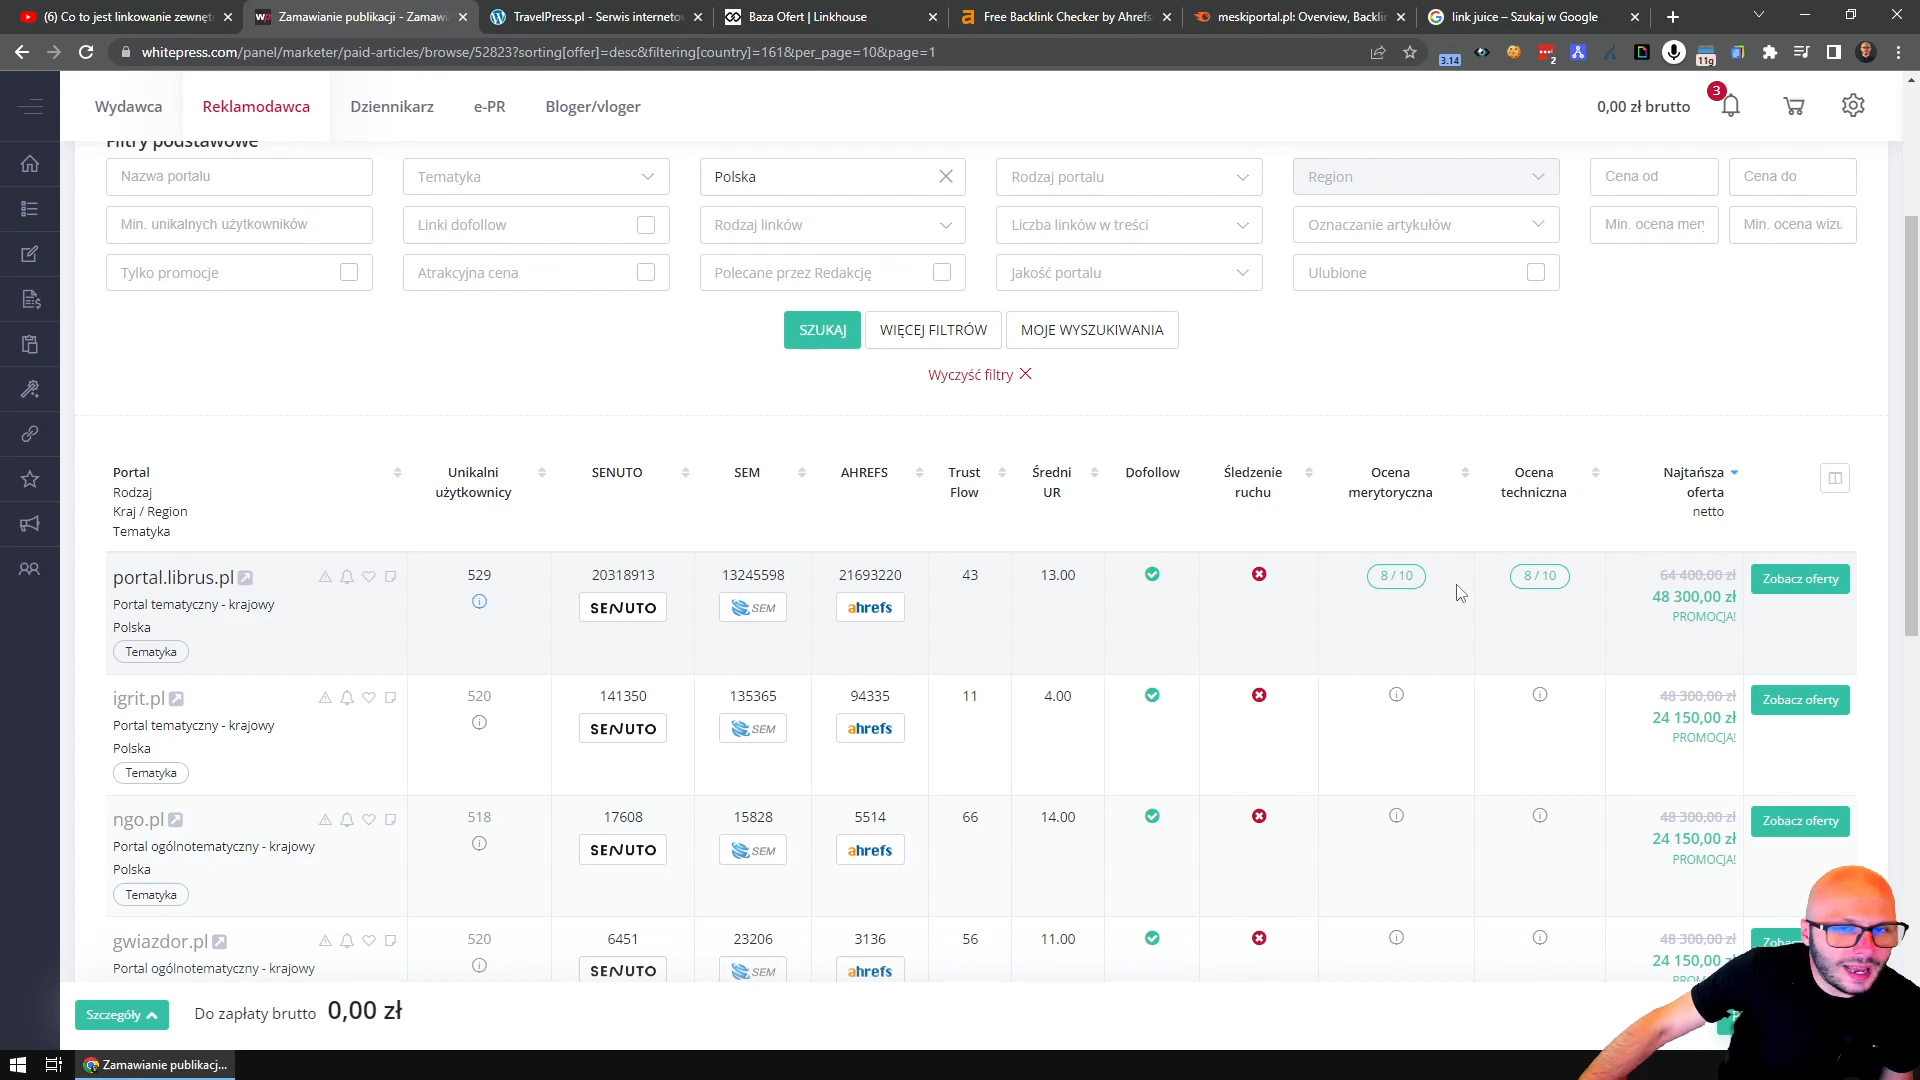 (6) Co to jest linkowanie zewnętr
Zamawianie publikacji - Zamawia
TravelPress.pl - Serwis internetow
Baza Ofert | Linkhouse
Free Backlink Checker by Ahrefs
meskiportal.pl: Overview, Backlin
link juice – Szukaj w Google
whitepress.com/panel/marketer/paid-articles/browse/52823?sorting[offer]=desc&filtering[country]=161&per_page=10&page=1
3.14
2
11g
Wydawca
Reklamodawca
Dziennikarz
e-PR
Bloger/vloger
0,00 zł brutto
3
Filtry podstawowe
Nazwa portalu
Tematyka
Polska
Rodzaj portalu
Region
Cena od
Cena do
Min. unikalnych użytkowników
Linki dofollow
Rodzaj linków
Liczba linków w treści
Oznaczanie artykułów
Min. ocena mery
Min. ocena wizu
Tylko promocje
Atrakcyjna cena
Polecane przez Redakcję
Jakość portalu
Ulubione
SZUKAJ
WIĘCEJ FILTRÓW
MOJE WYSZUKIWANIA
Wyczyść filtry
Portal
Rodzaj
Kraj / Region
Tematyka
Unikalni
użytkownicy
SENUTO
SEM
AHREFS
Trust
Flow
Średni
UR
Dofollow
Śledzenie
ruchu
Ocena
merytoryczna
Ocena
techniczna
Najtańsza
oferta
netto
portal.librus.pl
Portal tematyczny - krajowy
Polska
Tematyka
529
20318913
SENUTO
13245598
SEM
21693220
ahrefs
43
13.00
8 / 10
8 / 10
64 400,00 zł
48 300,00 zł
PROMOCJA!
Zobacz oferty
igrit.pl
Portal tematyczny - krajowy
Polska
Tematyka
520
141350
SENUTO
135365
SEM
94335
ahrefs
11
4.00
48 300,00 zł
24 150,00 zł
PROMOCJA!
Zobacz oferty
ngo.pl
Portal ogólnotematyczny - krajowy
Polska
Tematyka
518
17608
SENUTO
15828
SEM
5514
ahrefs
66
14.00
48 300,00 zł
24 150,00 zł
PROMOCJA!
Zobacz oferty
gwiazdor.pl
Portal ogólnotematyczny - krajowy
520
6451
SENUTO
23206
SEM
3136
ahrefs
56
11.00
48 300,00 zł
24 150,00 zł
Szczegóły
Do zapłaty brutto 0,00 zł
Zamawianie publikacj...